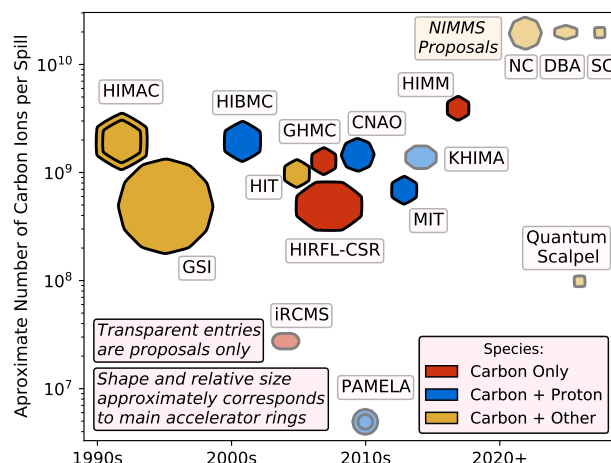 NIMMS
Proposals
NC
DBA
SC
HIMAC
HIBMC
HIMM
GHMC
CNAO
HIT
KHIMA
MIT
GSI
HIRFL-CSR
Quantum
Scalpel
iRCMS
PAMELA
Transparent entries
are proposals only
Shape and relative size
approximately corresponds
to main accelerator rings
Species:
Carbon Only
Carbon + Proton
Carbon + Other
Aproximate Number of Carbon Ions per Spill
10¹⁰
10⁹
10⁸
10⁷
1990s
2000s
2010s
2020+